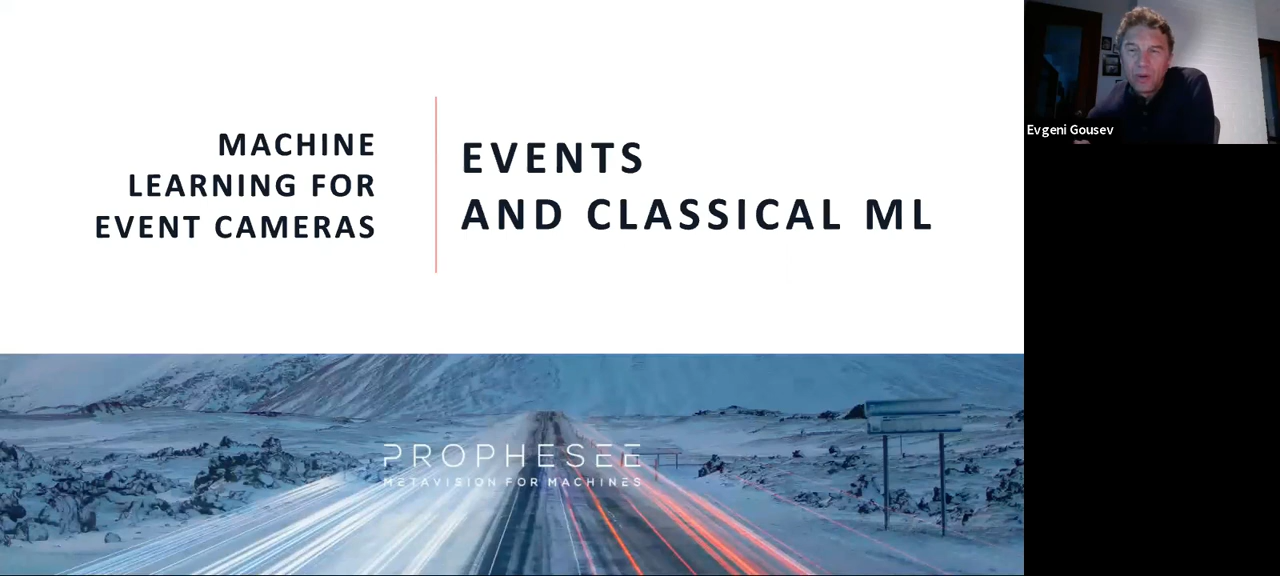 MACHINE
LEARNING FOR
EVENT CAMERAS
EVENTS
AND CLASSICAL ML
PROPHESEE
METAVISION FOR MACHINES
Evgeni Gousev